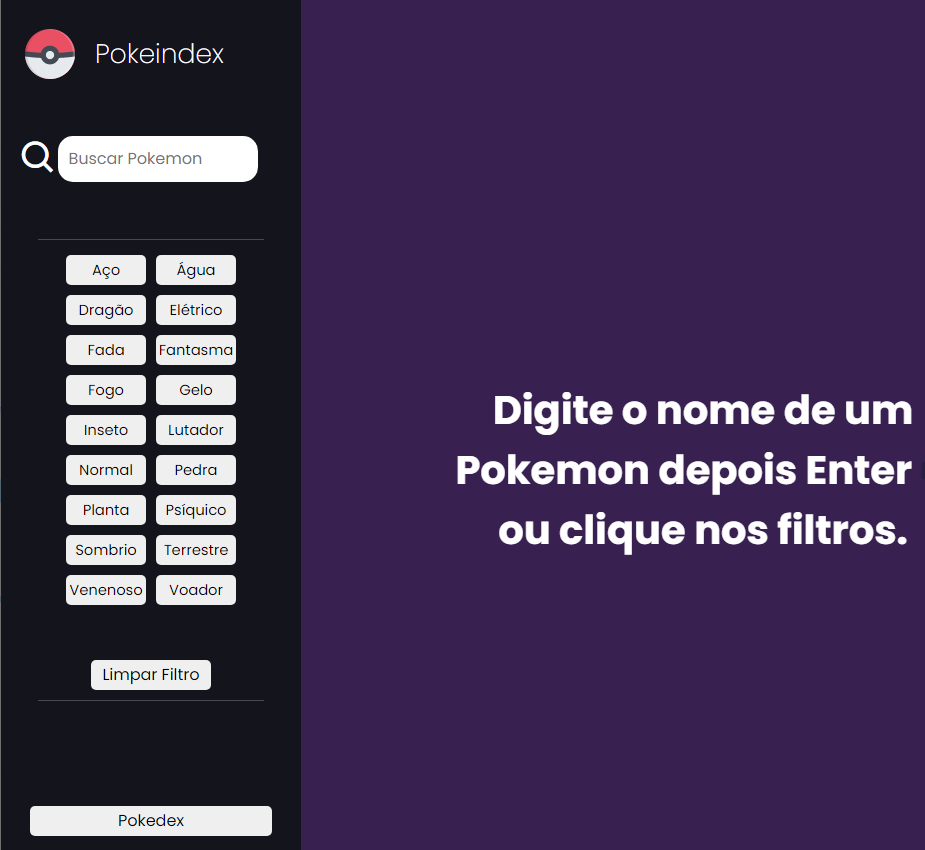 Pokeindex
Buscar Pokemon
Aço Água
Dragão Elétrico
Fada Fantasma
Fogo Gelo
Inseto Lutador
Normal Pedra
Planta Psíquico
Sombrio Terrestre
Venenoso Voador
Limpar Filtro
Pokedex
Digite o nome de um
Pokemon depois Enter
ou clique nos filtros.